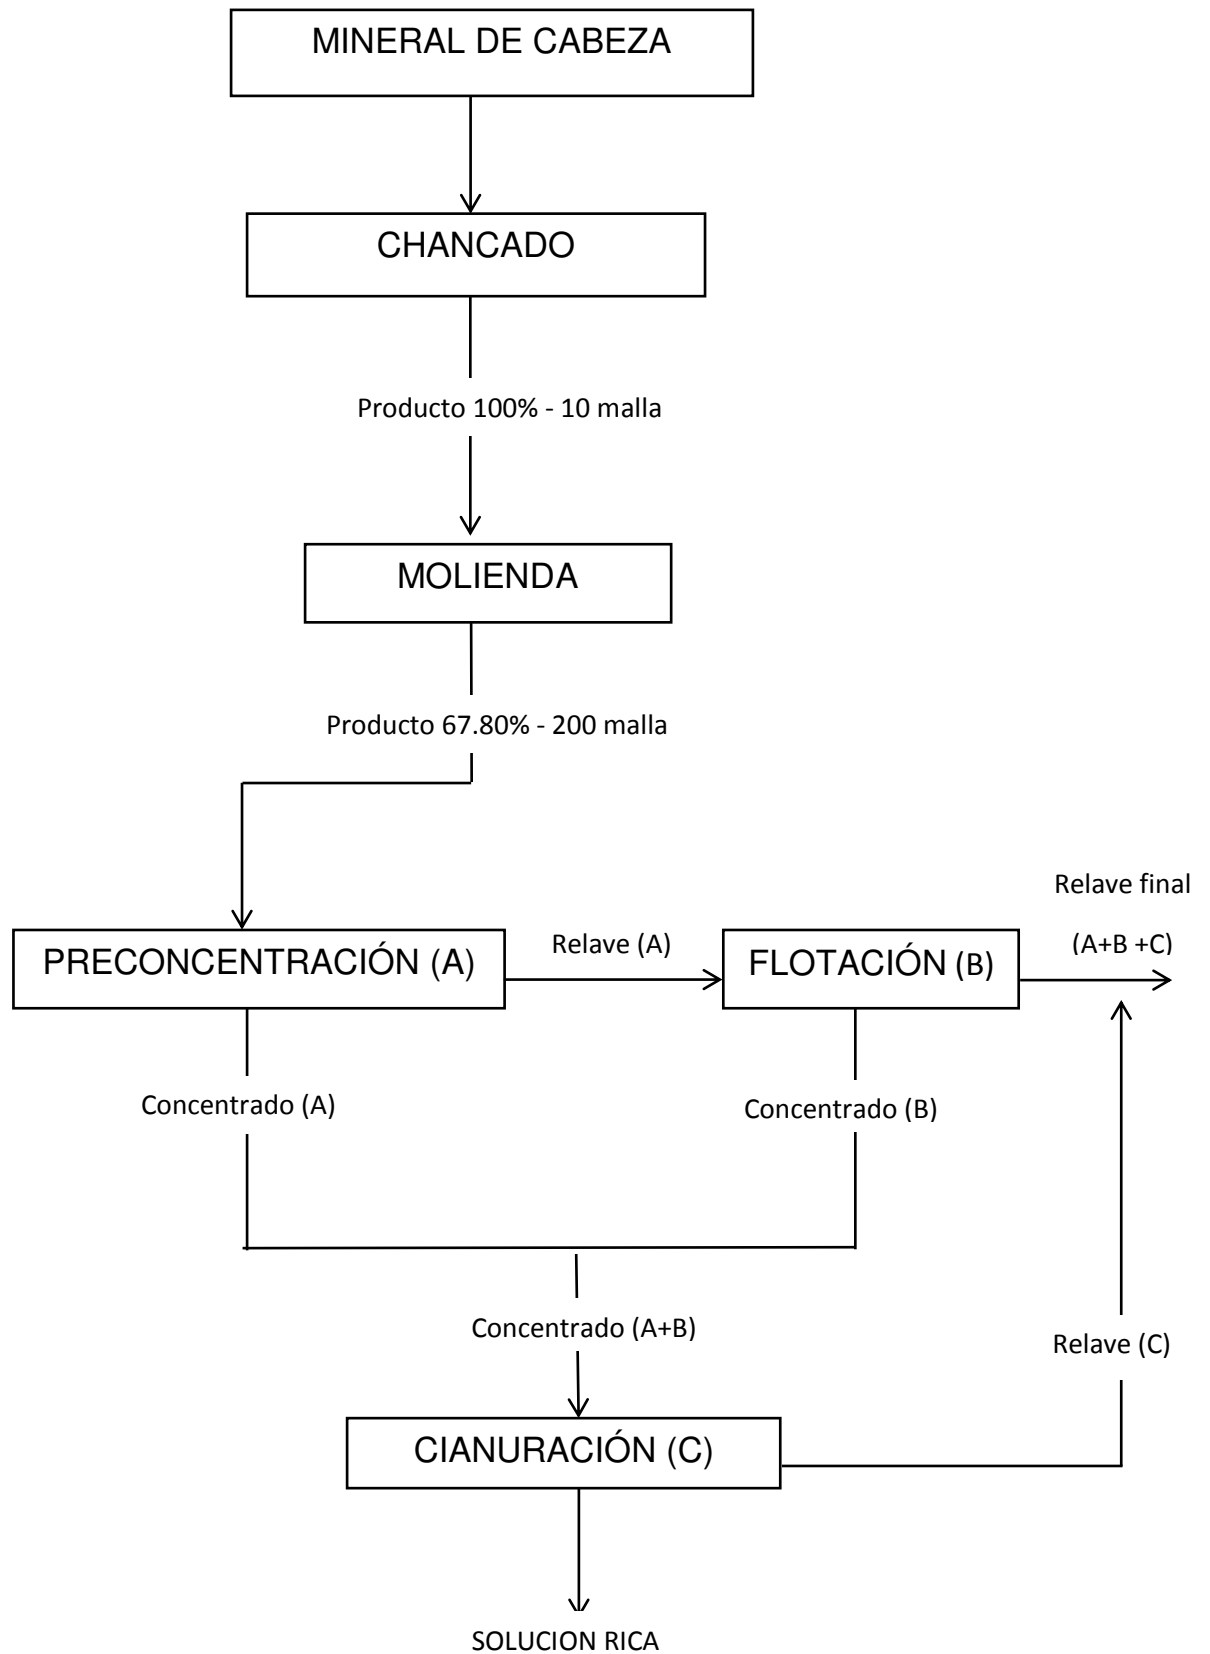 MINERAL DE CABEZA
CHANCADO
Producto 100% - 10 malla
MOLIENDA
Producto 67.80% - 200 malla
Relave final
(A+B +C)
PRECONCENTRACIÓN (A)
Relave (A)
FLOTACIÓN (B)
Concentrado (A)
Concentrado (B)
Concentrado (A+B)
Relave (C)
CIANURACIÓN (C)
SOLUCION RICA